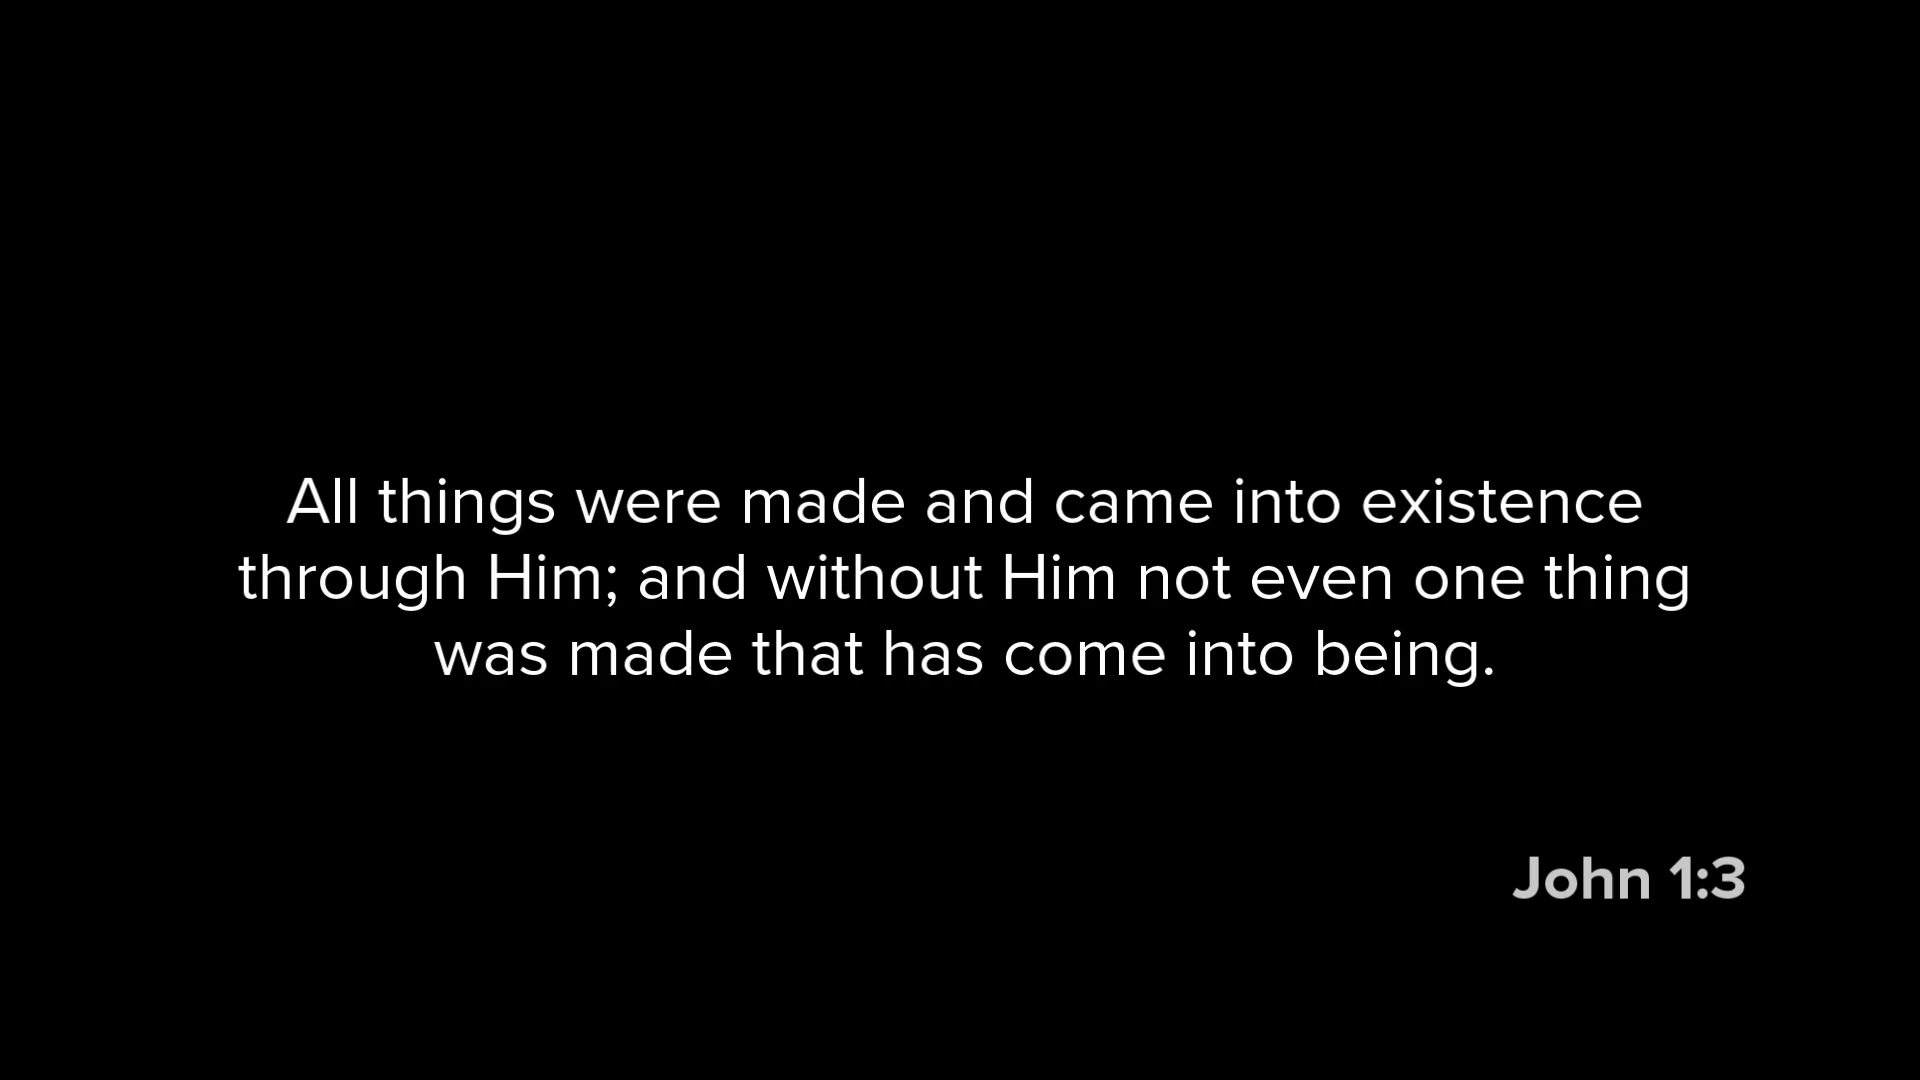 All things were made and came into existence
through Him; and without Him not even one thing
was made that has come into being.
John 1:3